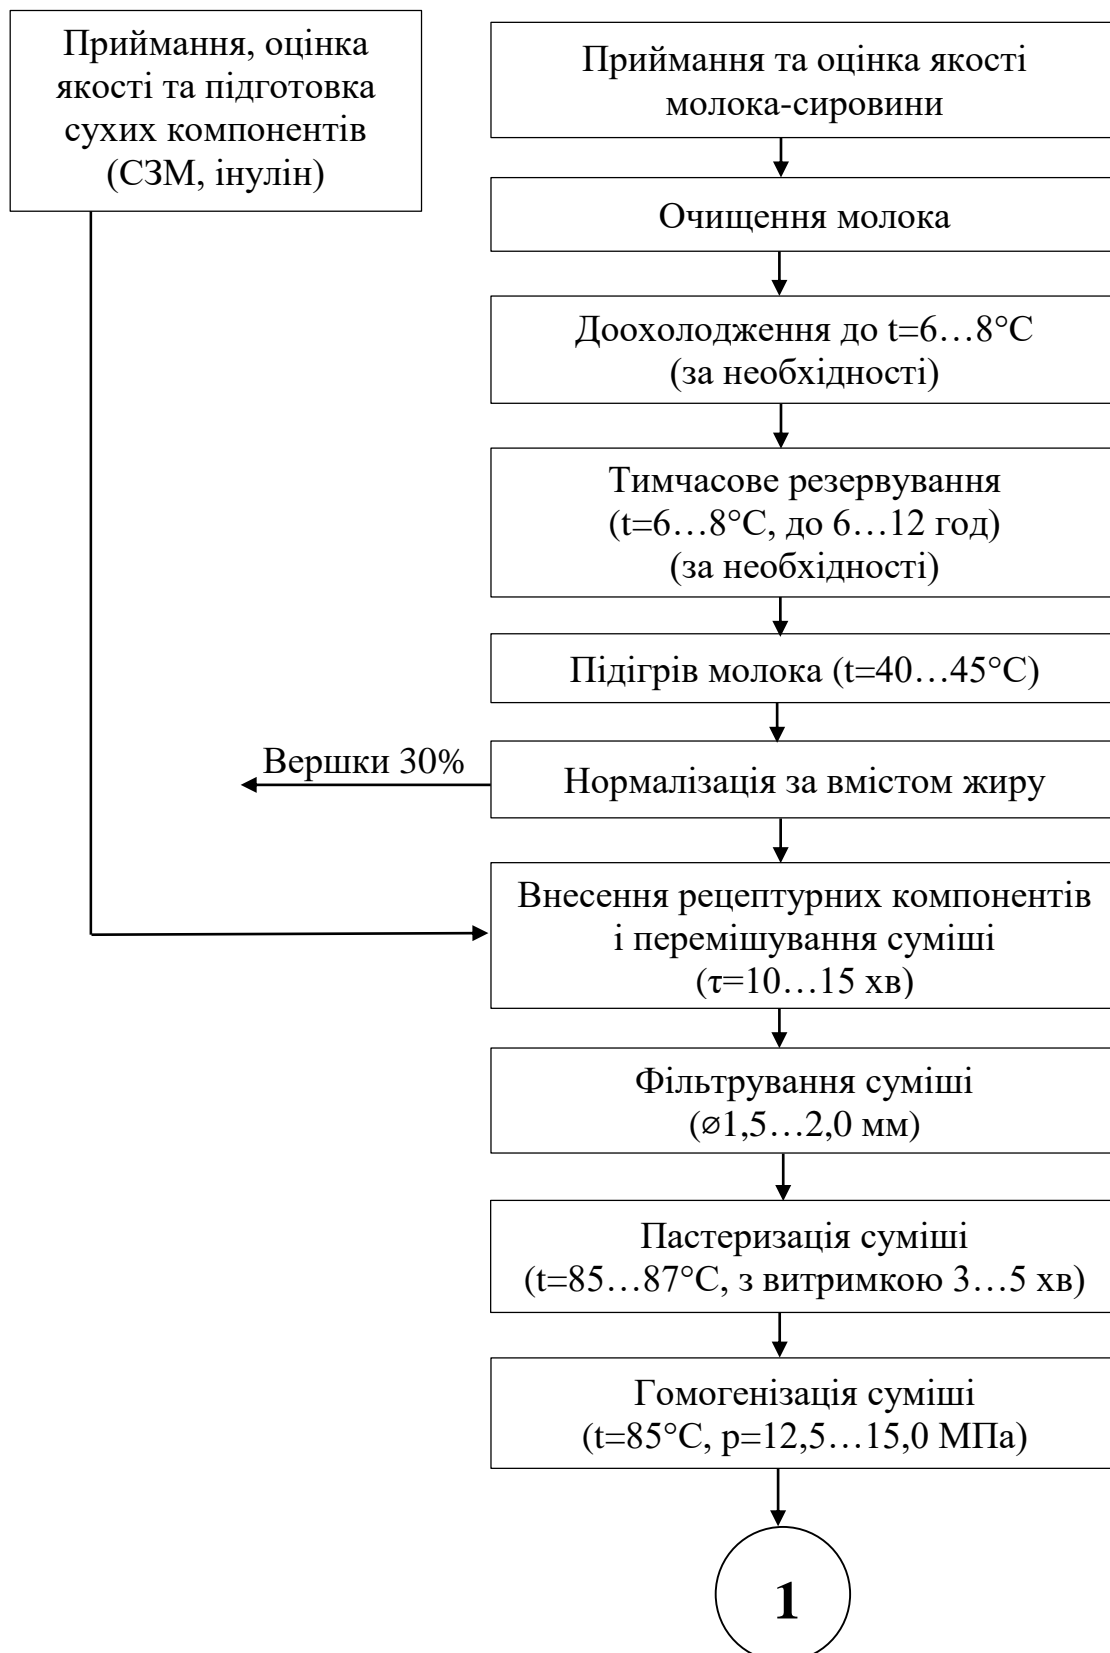 Приймання, оцінка
якості та підготовка
сухих компонентів
(СЗМ, інулін)
Приймання та оцінка якості
молока-сировини
Очищення молока
Доохолодження до t=6…8°С
(за необхідності)
Тимчасове резервування
(t=6…8°С, до 6…12 год)
(за необхідності)
Підігрів молока (t=40…45°С)
Вершки 30%
Нормалізація за вмістом жиру
Внесення рецептурних компонентів
і перемішування суміші
(τ=10…15 хв)
Фільтрування суміші
(⌀1,5…2,0 мм)
Пастеризація суміші
(t=85…87°С, з витримкою 3…5 хв)
Гомогенізація суміші
(t=85°С, р=12,5…15,0 МПа)
1